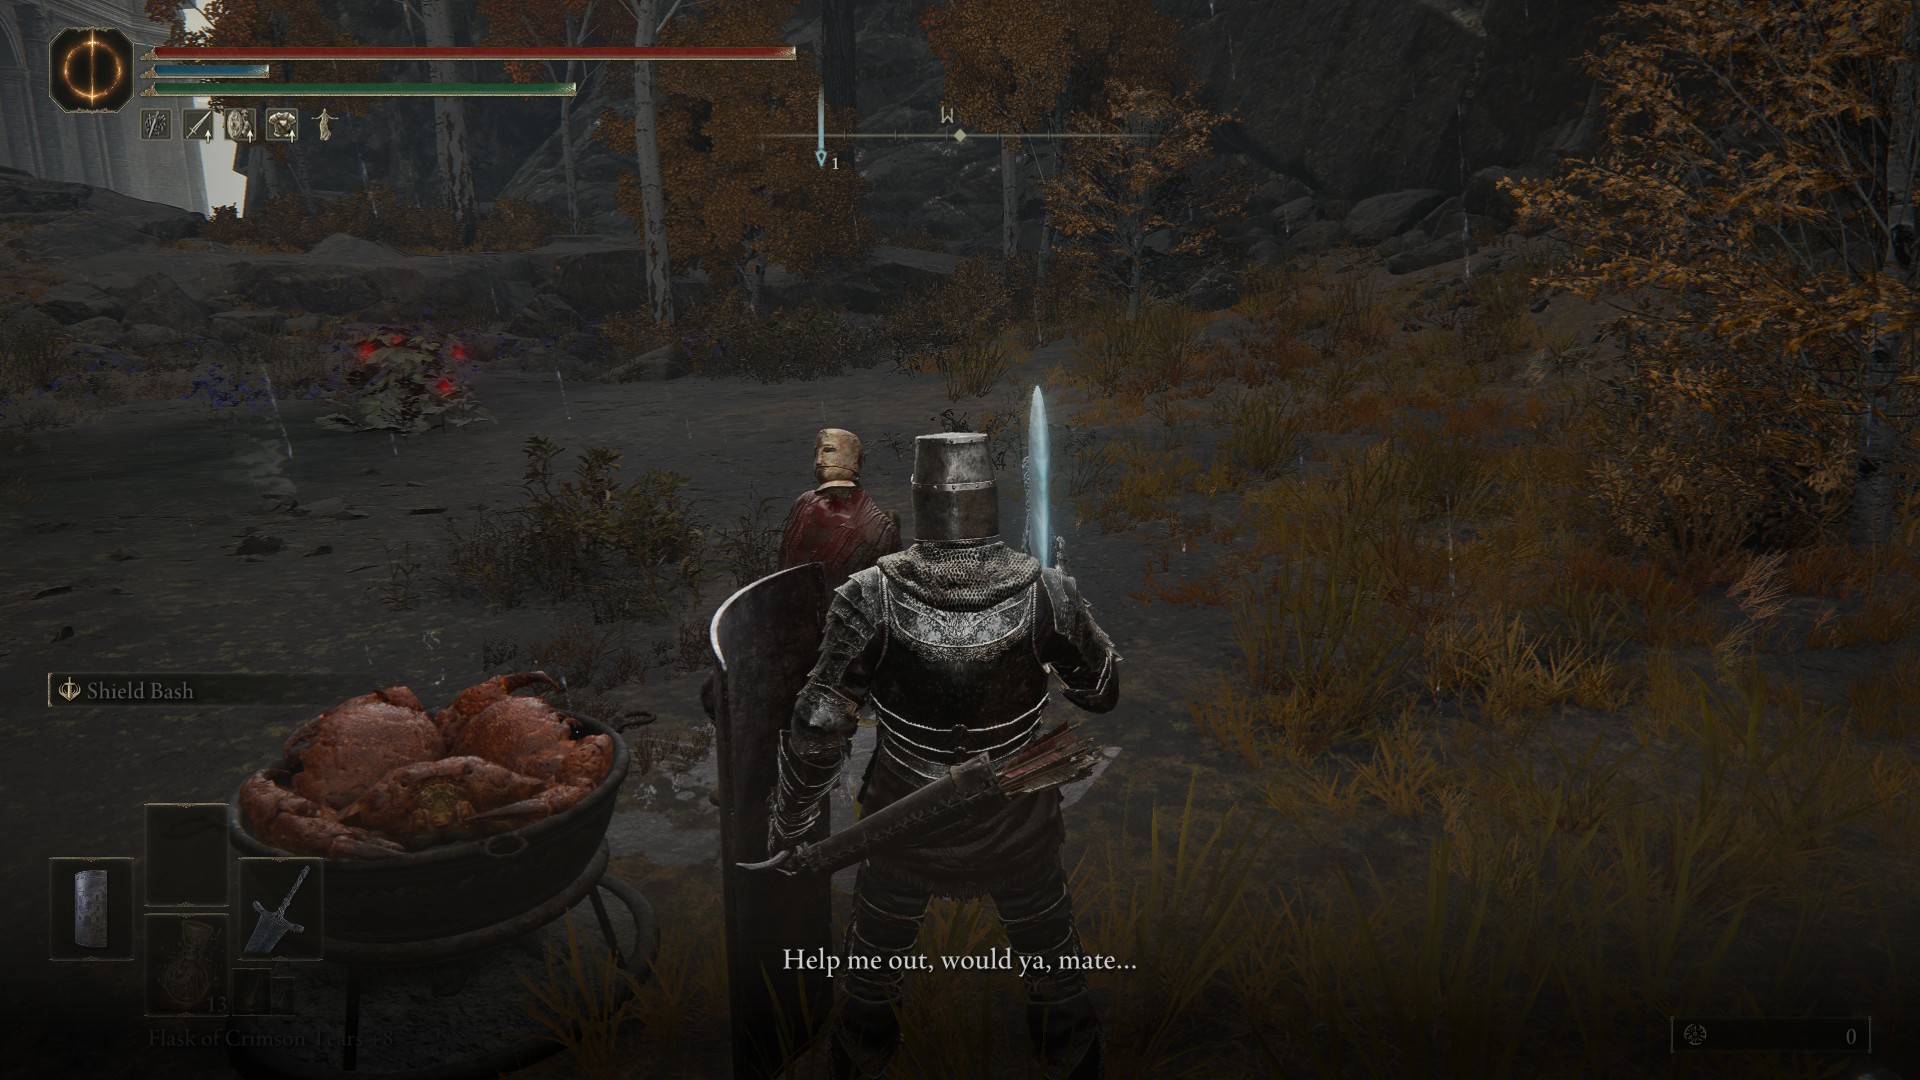 W
1
Shield Bash
13
Help me out, would ya, mate...
Flask of Crimson Tears +8
0